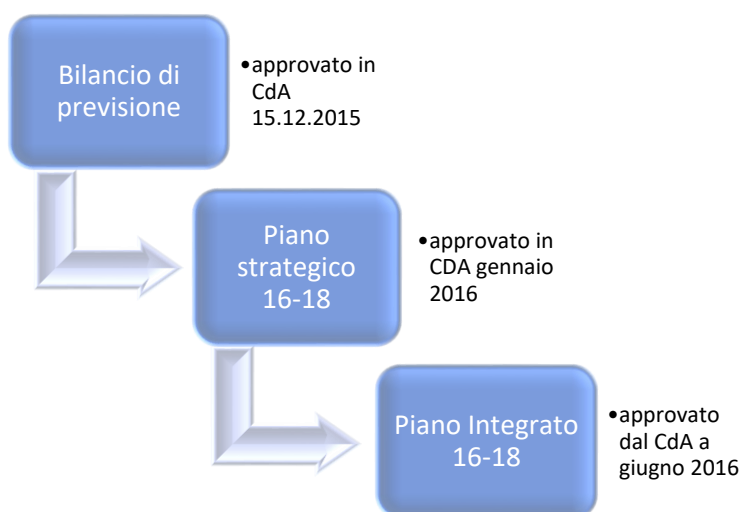 Bilancio di
previsione
•approvato in
CdA
15.12.2015
Piano
strategico
16-18
•approvato in
CDA gennaio
2016
Piano Integrato
16-18
•approvato
dal CdA a
giugno 2016